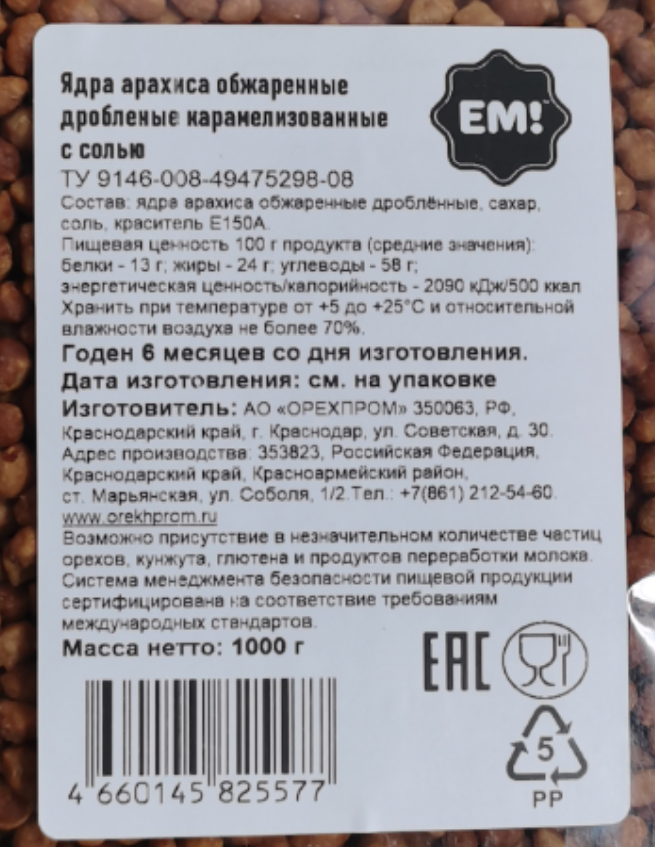 Ядра арахиса обжаренные
дробленые карамелизованные
с солью
EM!
ТУ 9146-008-49475298-08
Состав: ядра арахиса обжаренные дроблённые, сахар,
соль, краситель Е150А.
Пищевая ценность 100 г продукта (средние значения):
белки - 13 г; жиры - 24 г; углеводы - 58 г;
энергетическая ценность/калорийность - 2090 кДж/500 ккал
Хранить при температуре от +5 до +25°С и относительной
влажности воздуха не более 70%.
Годен 6 месяцев со дня изготовления.
Дата изготовления: см. на упаковке
Изготовитель: АО «ОРЕХПРОМ» 350063, РФ,
Краснодарский край, г. Краснодар, ул. Советская, д. 30.
Адрес производства: 353823, Российская Федерация,
Краснодарский край, Красноармейский район,
ст. Марьянская, ул. Соболя, 1/2.Тел.: +7(861) 212-54-60.
www.orekhprom.ru
Возможно присутствие в незначительном количестве частиц
орехов, кунжута, глютена и продуктов переработки молока.
Система менеджмента безопасности пищевой продукции
сертифицирована на соответствие требованиям
международных стандартов.
Масса нетто: 1000 г
EAC
4 660145 825577
5
PP